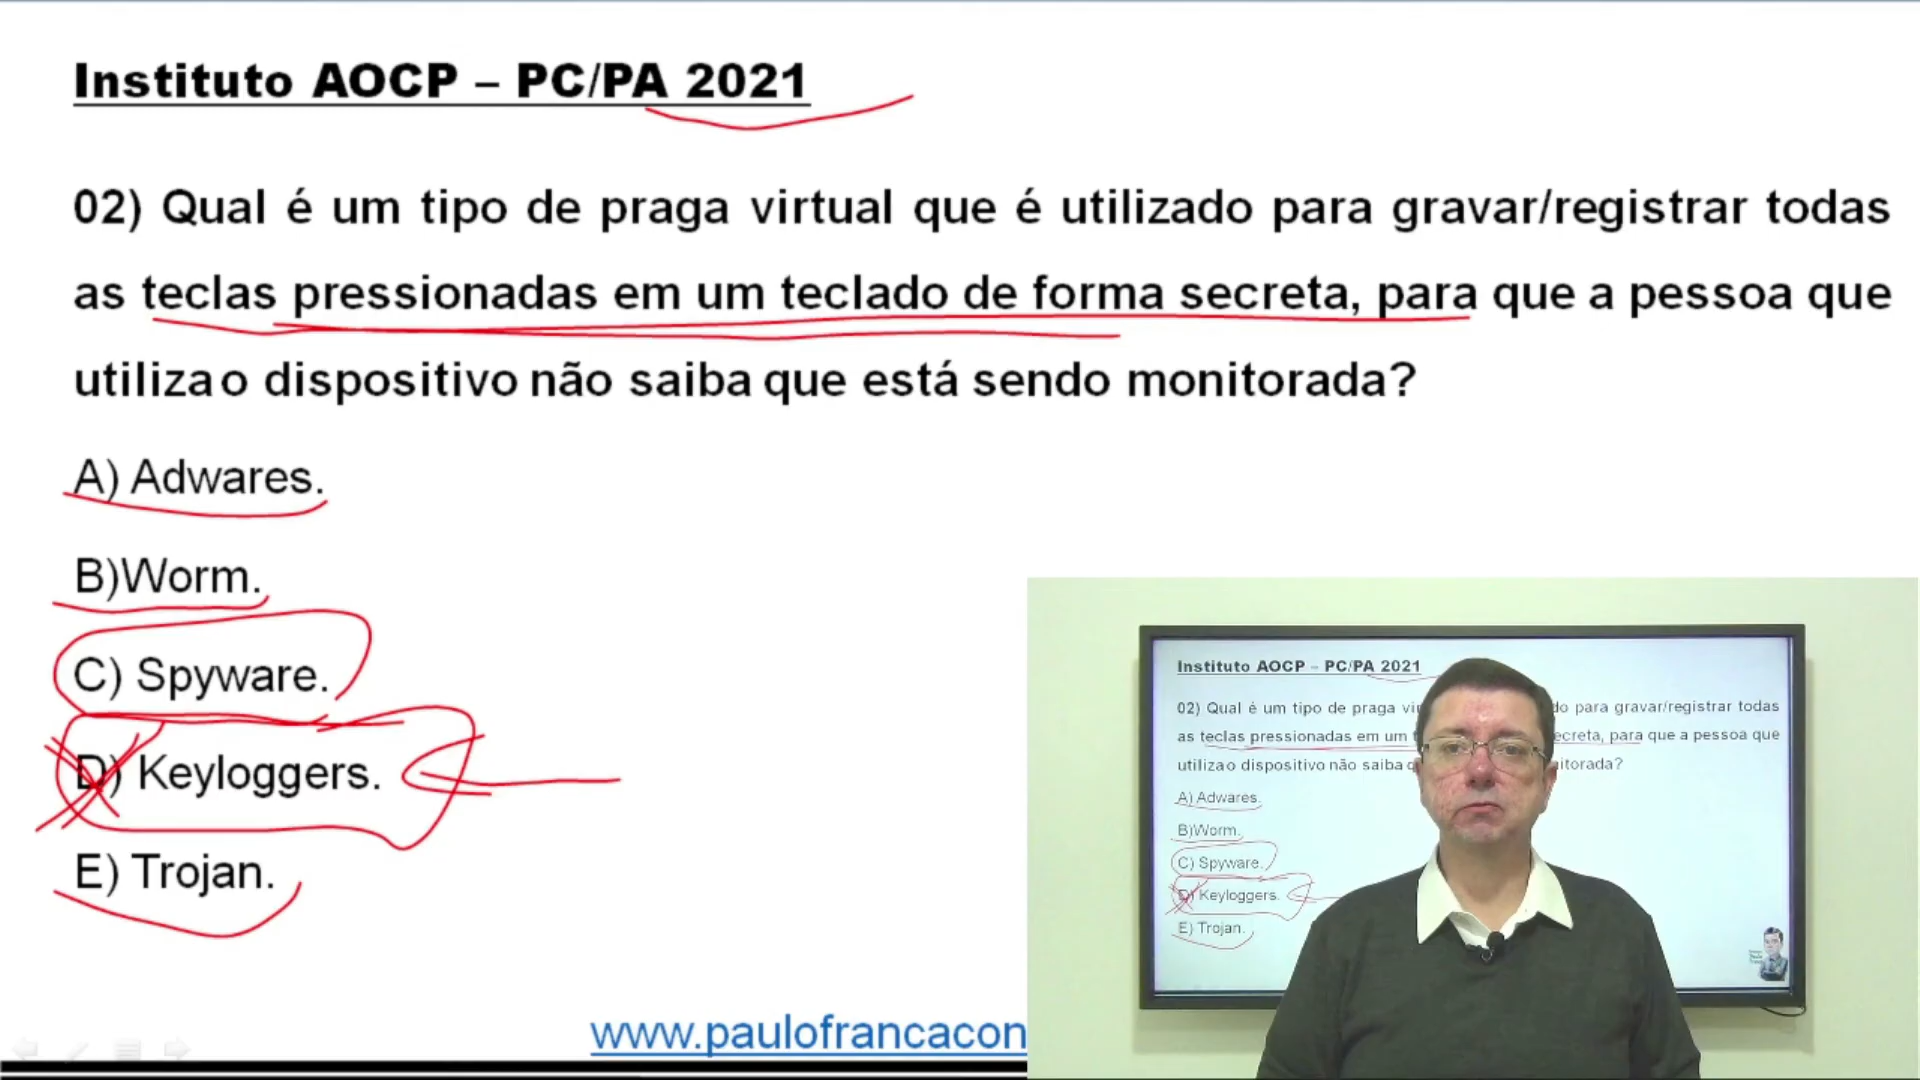 Instituto AOCP – PC/PA 2021
02) Qual é um tipo de praga virtual que é utilizado para gravar/registrar todas
as teclas pressionadas em um teclado de forma secreta, para que a pessoa que
utiliza o dispositivo não saiba que está sendo monitorada?
A) Adwares.
B)Worm.
C) Spyware.
D) Keyloggers.
E) Trojan.
www.paulofrancacon
Instituto AOCP – PC/PA 2021
02) Qual é um tipo de praga do para gravar/registrar todas
as teclas pressionadas em um ecreta, para que a pessoa que
utiliza o dispositivo não saiba itorada?
A) Adwares.
B)Worm.
C) Spyware.
D) Keyloggers.
E) Trojan.